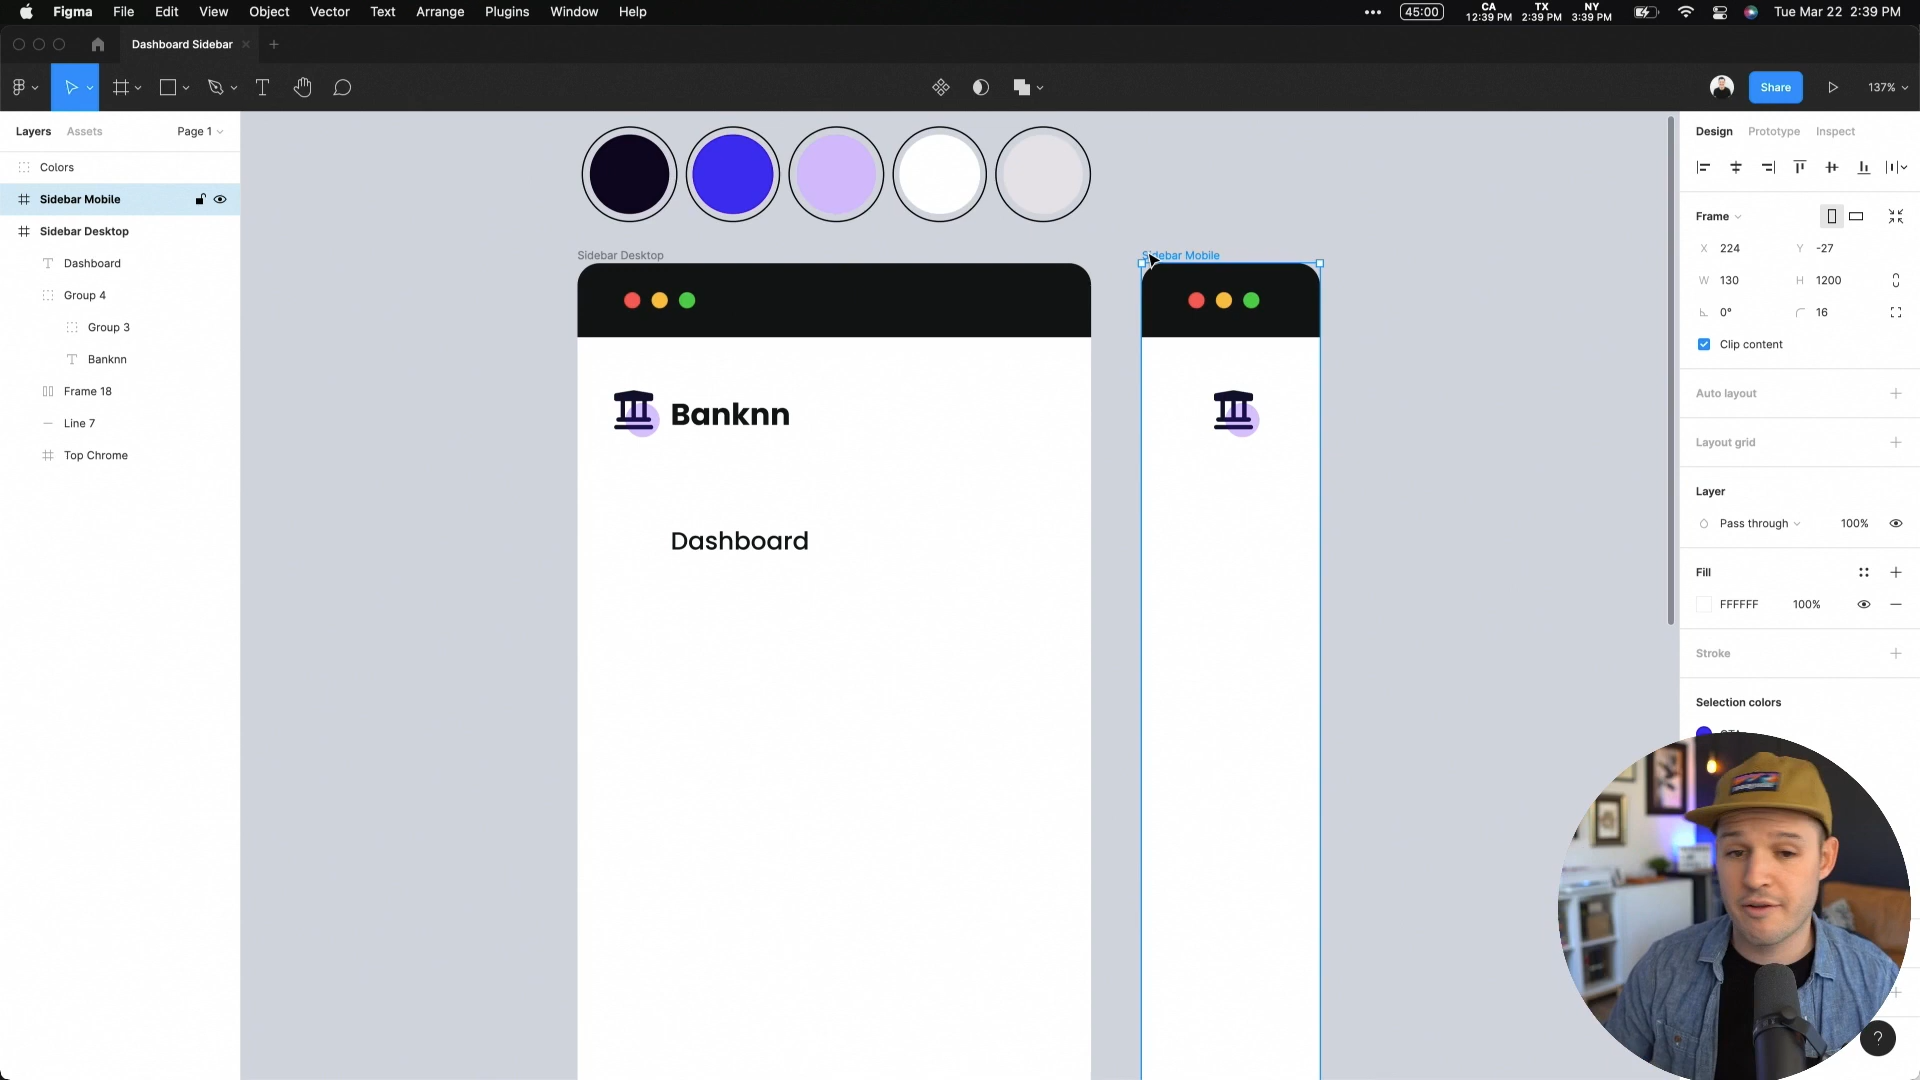 Figma File Edit View Object Vector Text Arrange Plugins Window Help
45:00
CA
12:39 PM
TX
2:39 PM
NY
3:39 PM
Tue Mar 22 2:39 PM
Dashboard Sidebar
Share
137%
Layers Assets Page 1
Colors
Sidebar Mobile
Sidebar Desktop
Dashboard
Group 4
Group 3
Banknn
Frame 18
Line 7
Top Chrome
Sidebar Desktop
Banknn
Dashboard
Sidebar Mobile
Design Prototype Inspect
Frame
X 224 Y -27
W 130 H 1200
0° 16
Clip content
Auto layout
Layout grid
Layer
Pass through 100%
Fill
FFFFFF 100%
Stroke
Selection colors
?